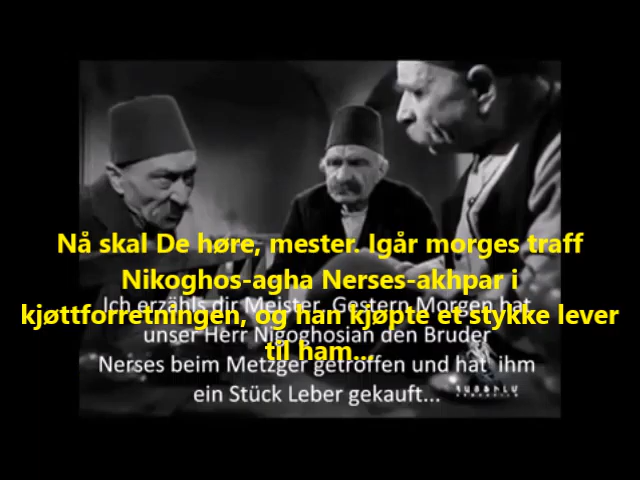 Nå skal De høre, mester. Igår morges traff
Nikoghos-agha Nerses-akhpar i
kjøttforretningen, og han kjøpte et stykke lever
til ham...
Ich erzähls dir Meister. Gestern Morgen hat
unser Herr Nigoghosian den Bruder
Nerses beim Metzger getroffen und hat ihm
ein Stück Leber gekauft...